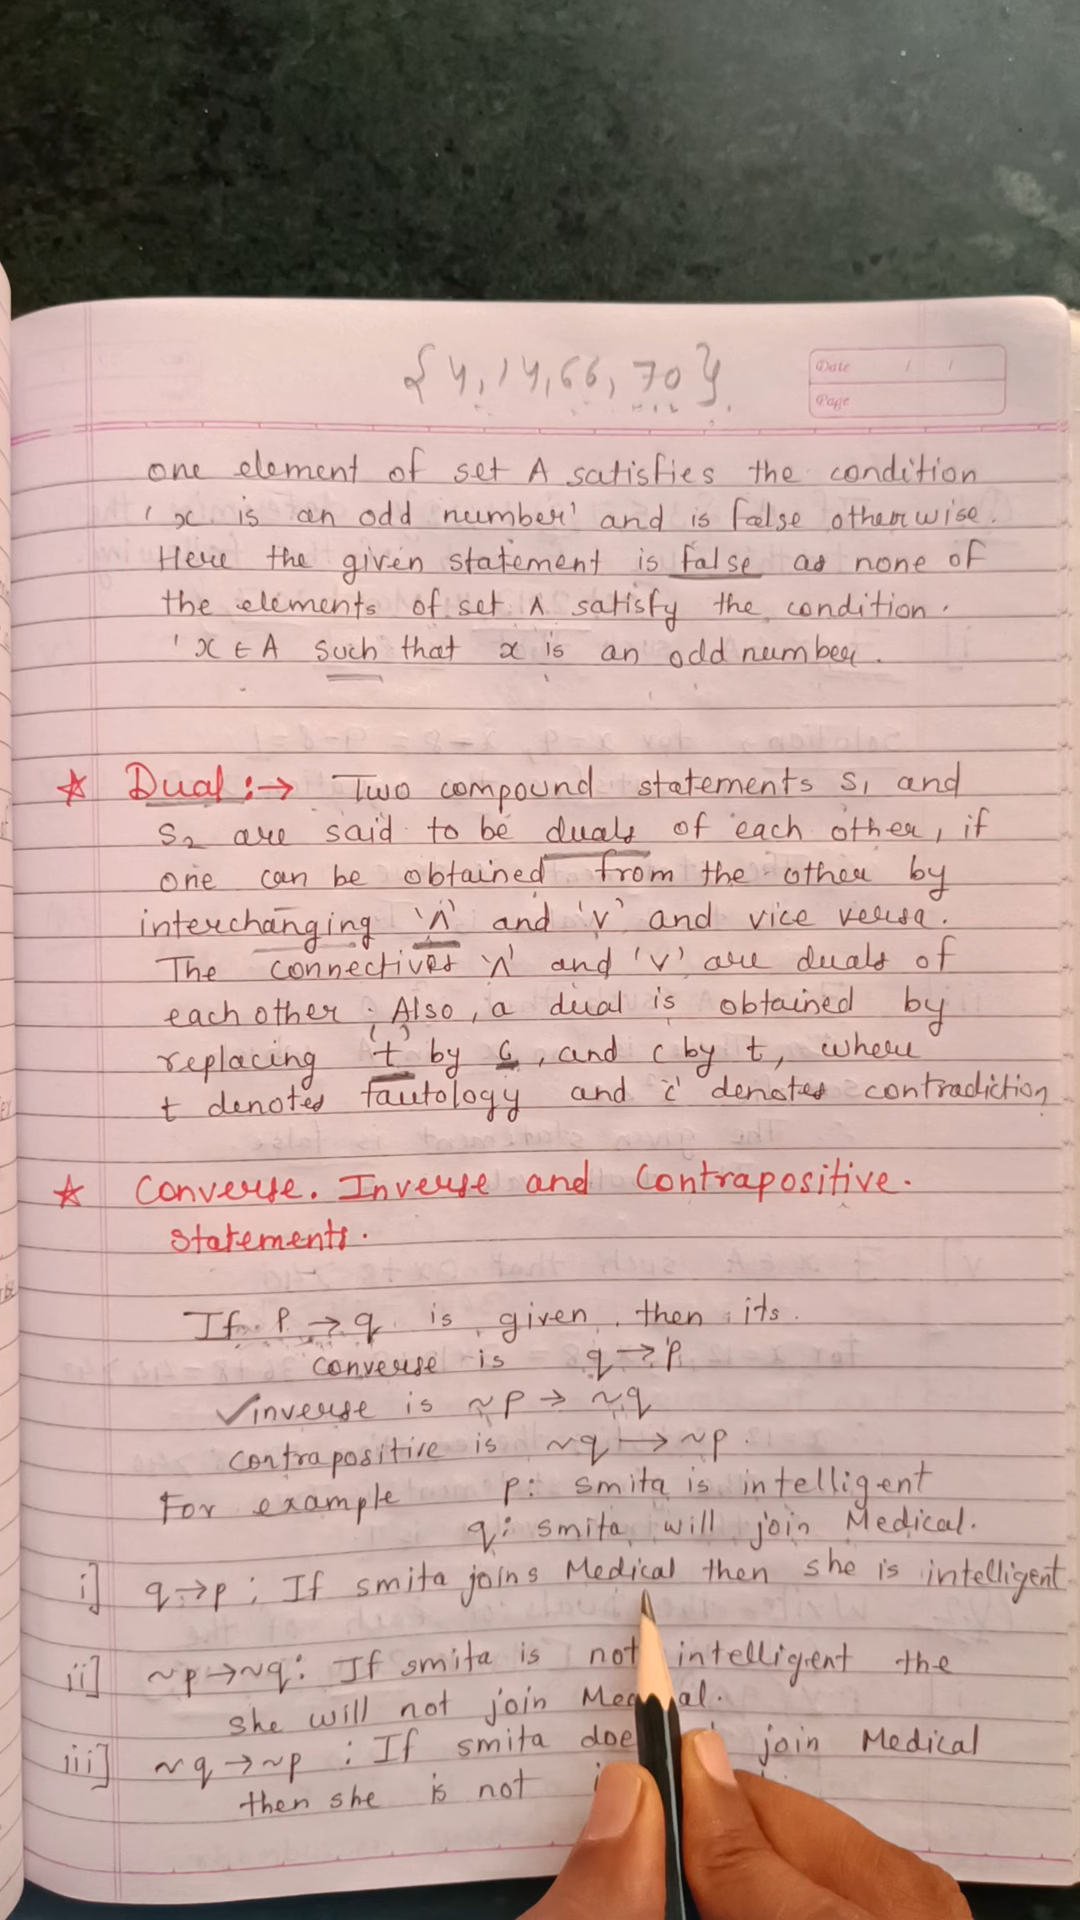 {4, 14, 66, 70}
Date / /
Page
one element of set A satisfies the condition
'x is an odd number' and is false otherwise.
Here the given statement is false as none of
the elements of set A satisfy the condition.
'x ∈ A such that x is an odd number.
☆ Dual :→ Two compound statements S₁ and
S₂ are said to be duals of each other, if
one can be obtained from the other by
interchanging '∧' and '∨' and vice versa.
The connectives '∧' and '∨' are duals of
each other. Also, a dual is obtained by
replacing 't' by c, and c by t, where
t denotes tautology and 'c' denotes contradiction
☆ Converse. Inverse and Contrapositive.
statements.
If p → q is given then its.
converse is q → p
✓inverse is ~p → ~q
contrapositive is ~q → ~p.
For example p: smita is intelligent
q: smita will join Medical.
i] q→p : If smita joins Medical then she is intelligent.
ii] ~p→~q: If smita is not intelligent the
she will not join
iii] ~q→~p : If smita join Medical
then she is not